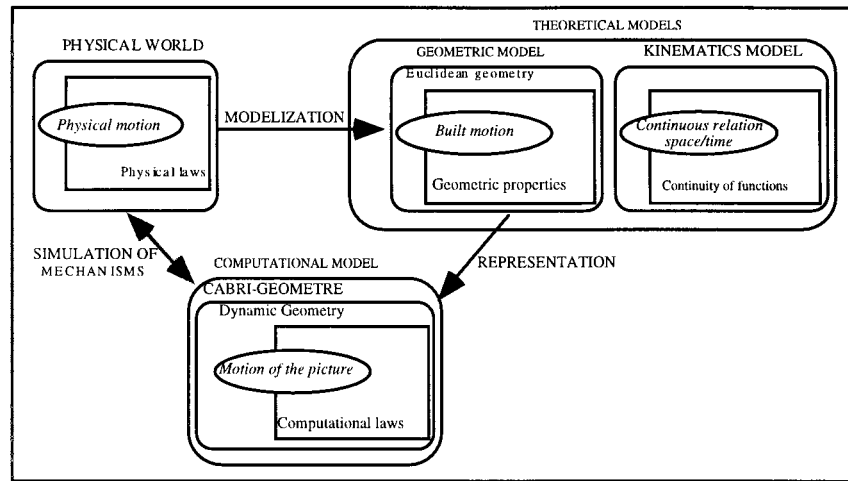 THEORETICAL MODELS
PHYSICAL WORLD
GEOMETRIC MODEL
KINEMATICS MODEL
Euclidean geometry
MODELIZATION
Physical motion
Built motion
Continuous relation
space/time
Physical laws
Geometric properties
Continuity of functions
SIMULATION OF
MECHANISMS
COMPUTATIONAL MODEL
REPRESENTATION
CABRI-GEOMETRE
Dynamic Geometry
Motion of the picture
Computational laws